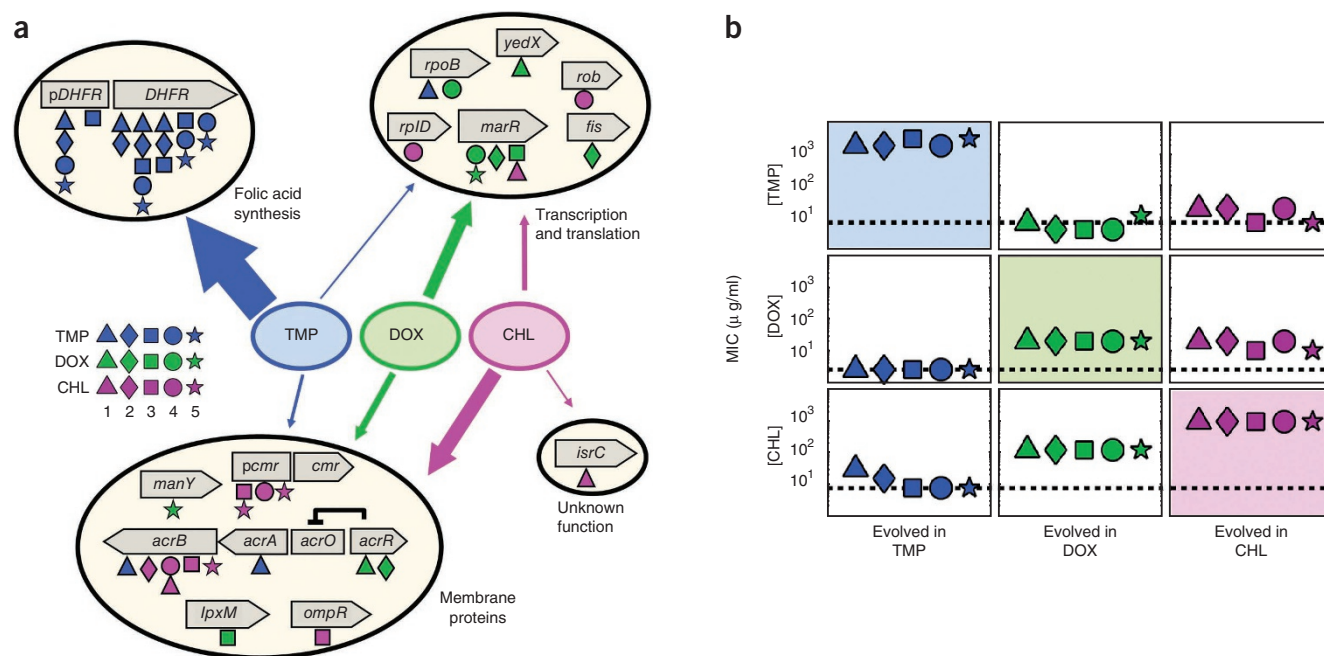 a
pDHFR DHFR
Folic acid
synthesis
yedX
rpoB
rob
rplD marR fis
Transcription
and translation
TMP DOX CHL
TMP
DOX
CHL
1 2 3 4 5
manY
pcmr cmr
acrB acrA acrO acrR
lpxM ompR
Membrane
proteins
isrC
Unknown
function
b
MIC (μ g/ml)
[TMP]
10³
10²
10¹
[DOX]
10³
10²
10¹
[CHL]
10³
10²
10¹
Evolved in
TMP
Evolved in
DOX
Evolved in
CHL